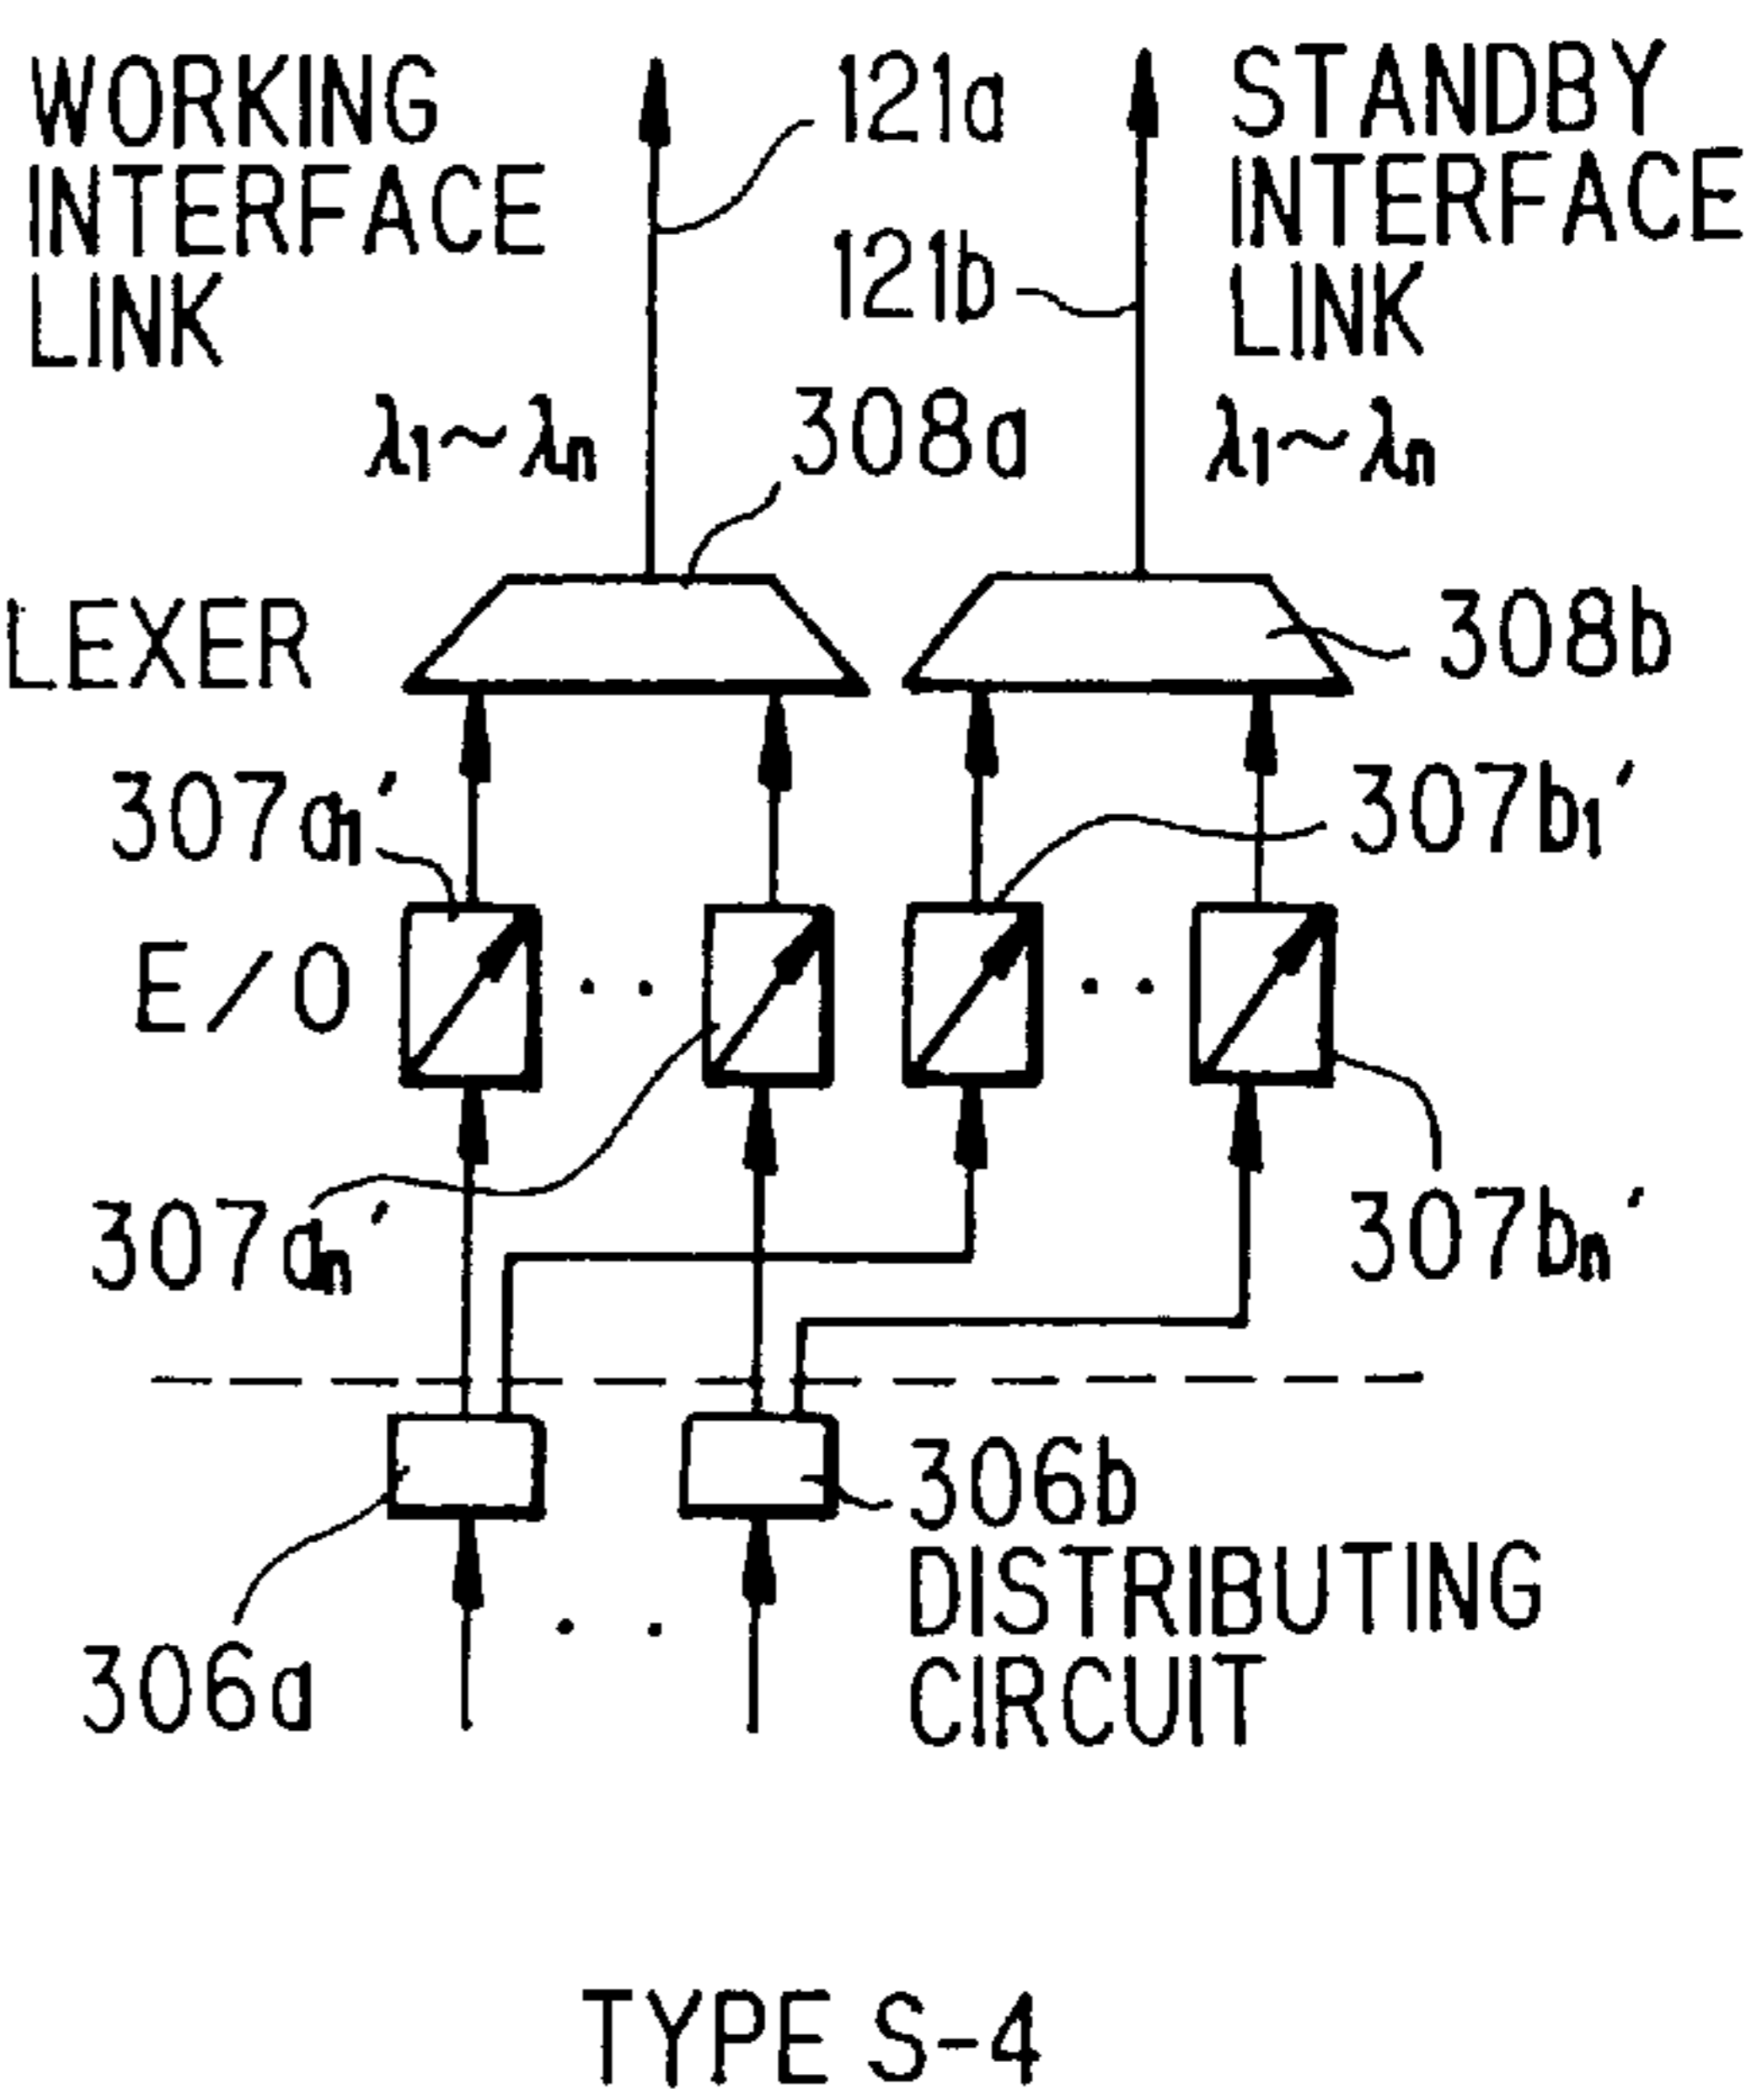 WORKING
INTERFACE
LINK
121a
121b
STANDBY
INTERFACE
LINK
λ1~λn
308a
λ1~λn
LEXER
308b
307a1'
307b1'
E/O
307an'
307bn'
306b
DISTRIBUTING
CIRCUIT
306a
TYPE S-4